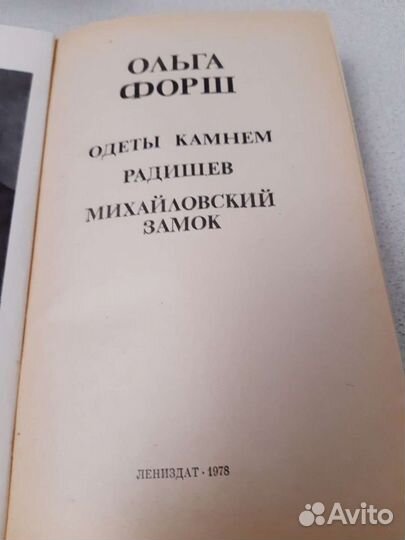 ОЛЬГА
ФОРШ
ОДЕТЫ КАМНЕМ
РАДИЩЕВ
МИХАЙЛОВСКИЙ
ЗАМОК
ЛЕНИЗДАТ · 1978
Avito